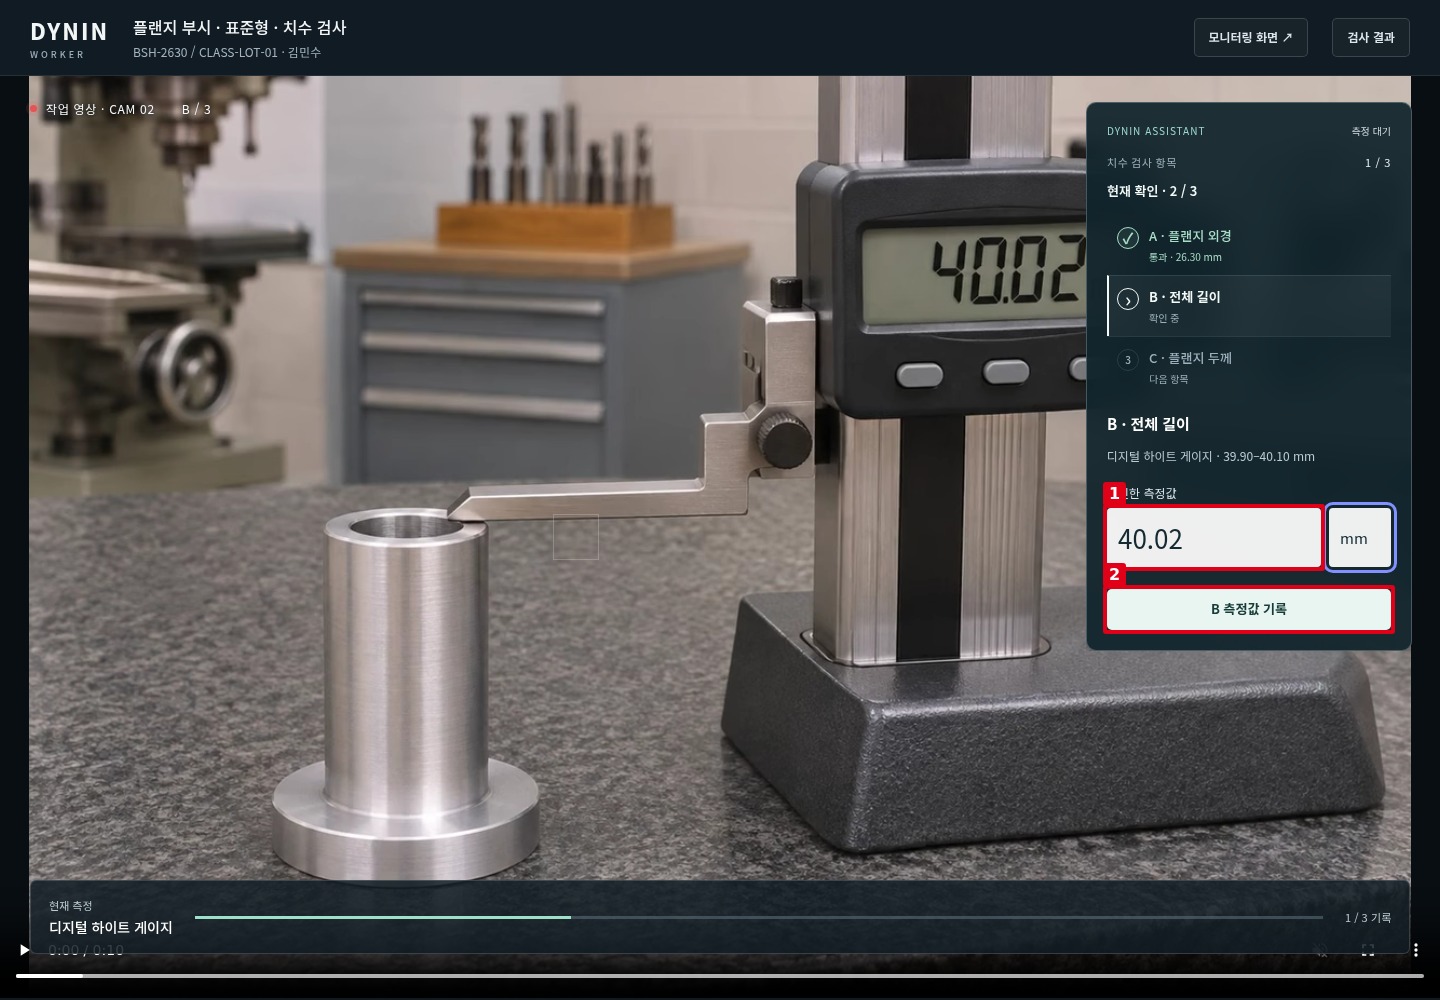 DYNIN
WORKER
플랜지 부시 · 표준형 · 치수 검사
BSH-2630 / CLASS-LOT-01 · 김민수
모니터링 화면 ↗
검사 결과
작업 영상 · CAM 02
B / 3
40.02
DYNIN ASSISTANT
측정 대기
치수 검사 항목
1 / 3
현재 확인 · 2 / 3
A · 플랜지 외경
통과 · 26.30 mm
B · 전체 길이
확인 중
3
C · 플랜지 두께
다음 항목
B · 전체 길이
디지털 하이트 게이지 · 39.90–40.10 mm
1
한 측정값
40.02
mm
2
B 측정값 기록
현재 측정
디지털 하이트 게이지
1 / 3 기록
0:00 / 0:10